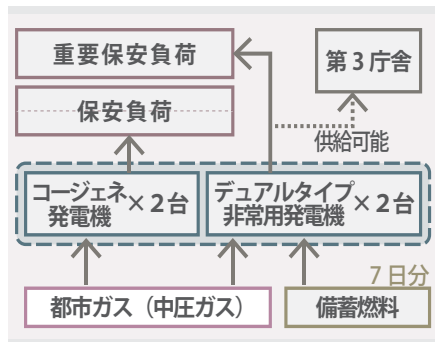 重要保安負荷
第3庁舎
保安負荷
供給可能
コージェネ
発電機
×2台
デュアルタイプ
非常用発電機
×2台
7日分
都市ガス（中圧ガス）
備蓄燃料